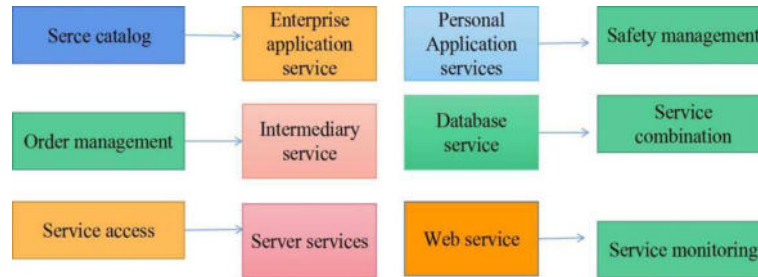 Serce catalog
Enterprise
application
service
Personal
Application
services
Safety management
Order management
Intermediary
service
Database
service
Service
combination
Service access
Server services
Web service
Service monitoring